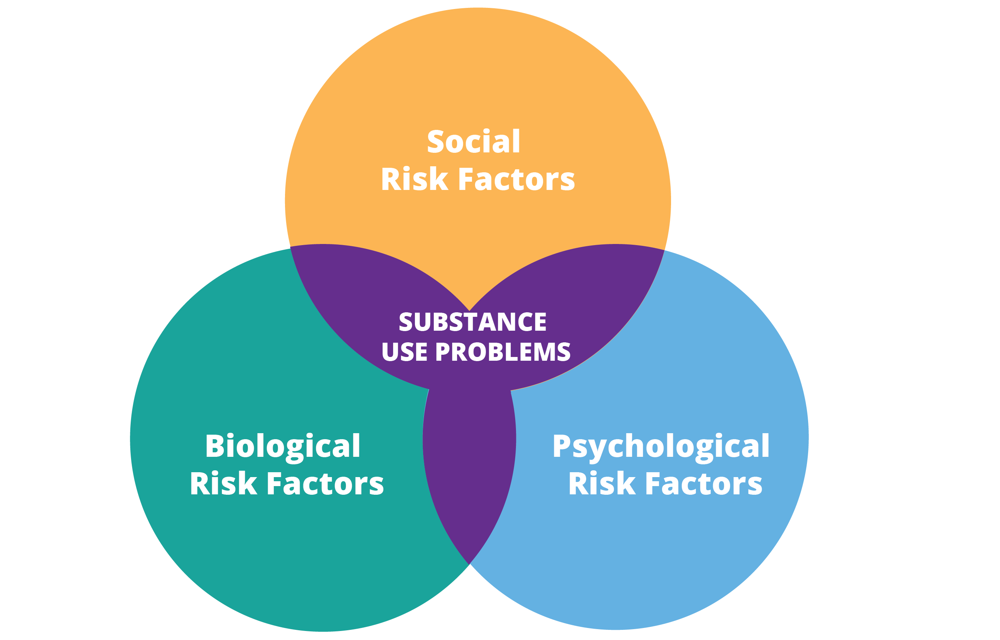 Social
Risk Factors
SUBSTANCE
USE PROBLEMS
Biological
Risk Factors
Psychological
Risk Factors